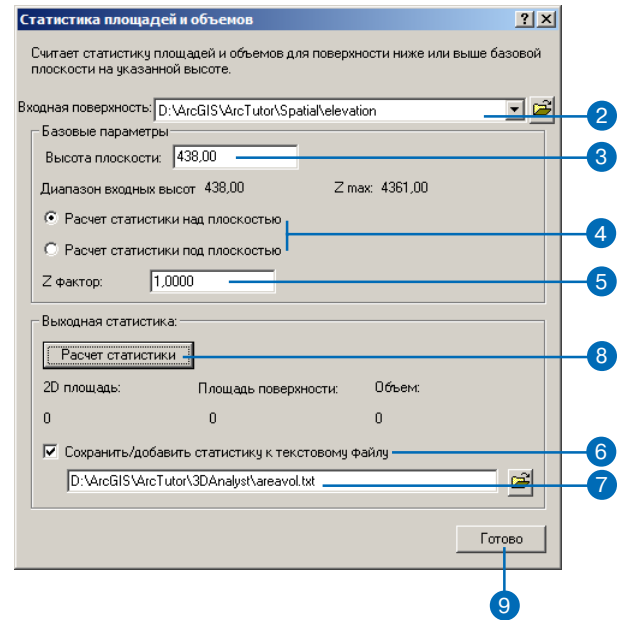 Статистика площадей и объемов
Считает статистику площадей и объемов для поверхности ниже или выше базовой
плоскости на указанной высоте.
Входная поверхность: D:\ArcGIS\ArcTutor\Spatial\elevation 2
Базовые параметры
Высота плоскости: 438,00 3
Диапазон входных высот 438,00 Z max: 4361,00
Расчет статистики над плоскостью
4
Расчет статистики под плоскостью
Z фактор: 1,0000 5
Выходная статистика:
Расчет статистики 8
2D площадь: Площадь поверхности: Объем:
0 0 0
Сохранить/добавить статистику к текстовому файлу 6
D:\ArcGIS\ArcTutor\3DAnalyst\areavol.txt 7
Готово
9